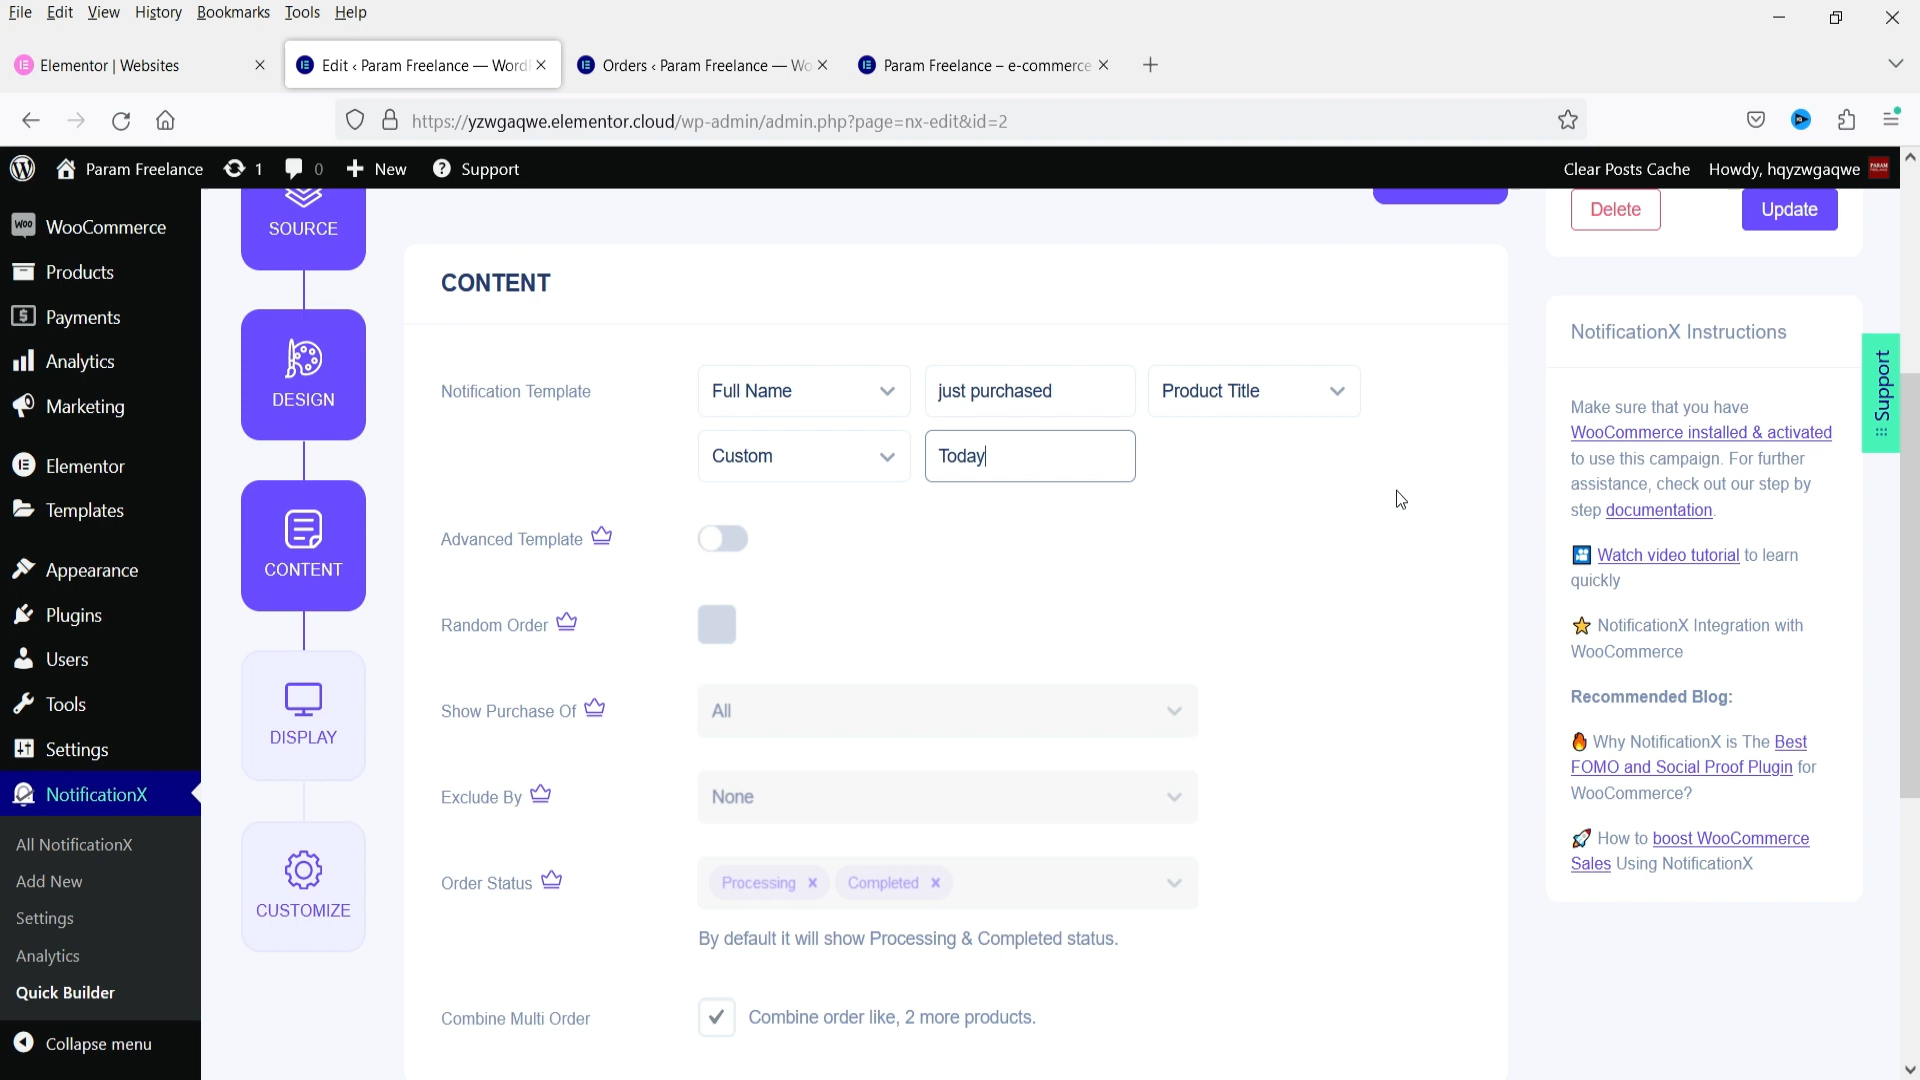 File Edit View History Bookmarks Tools Help
Elementor | Websites
Edit ‹ Param Freelance — Word
Orders ‹ Param Freelance — Wo
Param Freelance – e-commerce
https://yzwgaqwe.elementor.cloud/wp-admin/admin.php?page=nx-edit&id=2
Param Freelance 1 0 New Support
Clear Posts Cache Howdy, hqyzwgaqwe
WooCommerce
Products
Payments
Analytics
Marketing
Elementor
Templates
Appearance
Plugins
Users
Tools
Settings
NotificationX
All NotificationX
Add New
Settings
Analytics
Quick Builder
Collapse menu
SOURCE
DESIGN
CONTENT
DISPLAY
CUSTOMIZE
CONTENT
Notification Template
Full Name just purchased Product Title
Custom Today
Advanced Template
Random Order
Show Purchase Of All
Exclude By None
Order Status Processing Completed
By default it will show Processing & Completed status.
Combine Multi Order Combine order like, 2 more products.
Delete Update
NotificationX Instructions
Make sure that you have
WooCommerce installed & activated
to use this campaign. For further
assistance, check out our step by
step documentation.
Watch video tutorial to learn
quickly
NotificationX Integration with
WooCommerce
Recommended Blog:
Why NotificationX is The Best
FOMO and Social Proof Plugin for
WooCommerce?
How to boost WooCommerce
Sales Using NotificationX
Support